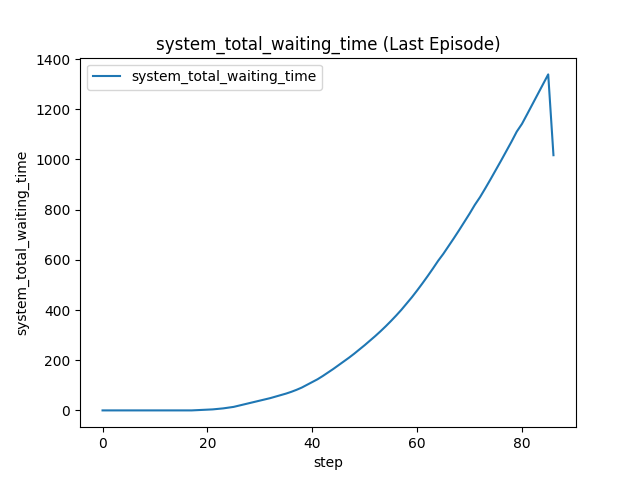 system_total_waiting_time (Last Episode)
system_total_waiting_time
1400
1200
1000
800
600
400
200
0
system_total_waiting_time
0 20 40 60 80
step